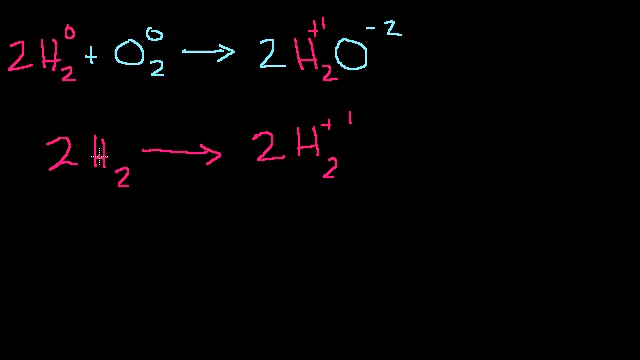 2H₂⁰ + O₂⁰ → 2H₂⁺¹O⁻²
2H₂ → 2H₂⁺¹